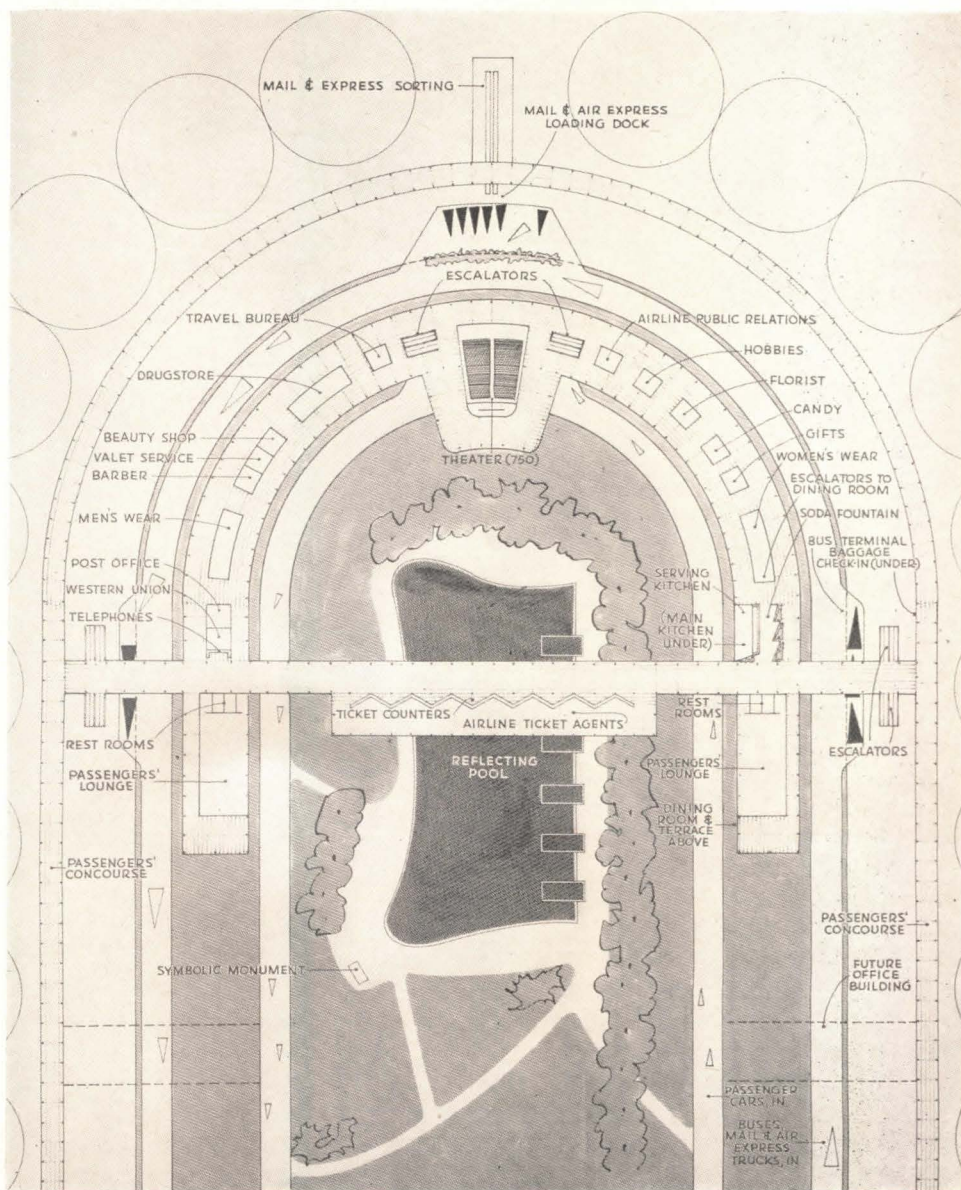 MAIL & EXPRESS SORTING
MAIL & AIR EXPRESS
LOADING DOCK
ESCALATORS
TRAVEL BUREAU
AIRLINE PUBLIC RELATIONS
DRUGSTORE
HOBBIES
FLORIST
CANDY
BEAUTY SHOP
VALET SERVICE
BARBER
GIFTS
WOMEN'S WEAR
THEATER (750)
ESCALATORS TO
DINING ROOM
MEN'S WEAR
SODA FOUNTAIN
BUS TERMINAL
BAGGAGE
CHECK-IN (UNDER)
POST OFFICE
WESTERN UNION
TELEPHONES
SERVING
KITCHEN
(MAIN
KITCHEN
UNDER)
TICKET COUNTERS
AIRLINE TICKET AGENTS
REST
ROOMS
REST ROOMS
ESCALATORS
PASSENGERS'
LOUNGE
REFLECTING
POOL
PASSENGERS'
LOUNGE
DINING
ROOM &
TERRACE
ABOVE
PASSENGERS'
CONCOURSE
PASSENGERS'
CONCOURSE
SYMBOLIC MONUMENT
FUTURE
OFFICE
BUILDING
PASSENGER
CARS, IN
BUSES,
MAIL & AIR
EXPRESS
TRUCKS, IN